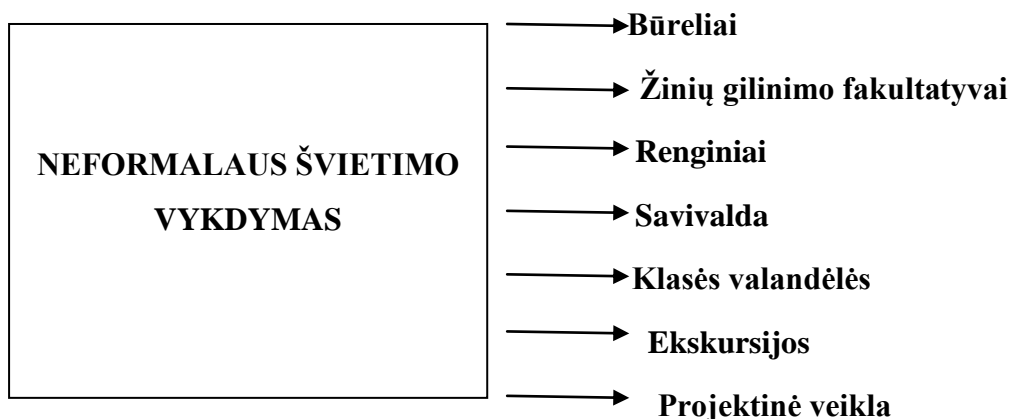 Būreliai
Žinių gilinimo fakultatyvai
NEFORMALAUS ŠVIETIMO
VYKDYMAS
Renginiai
Savivalda
Klasės valandėlės
Ekskursijos
Projektinė veikla